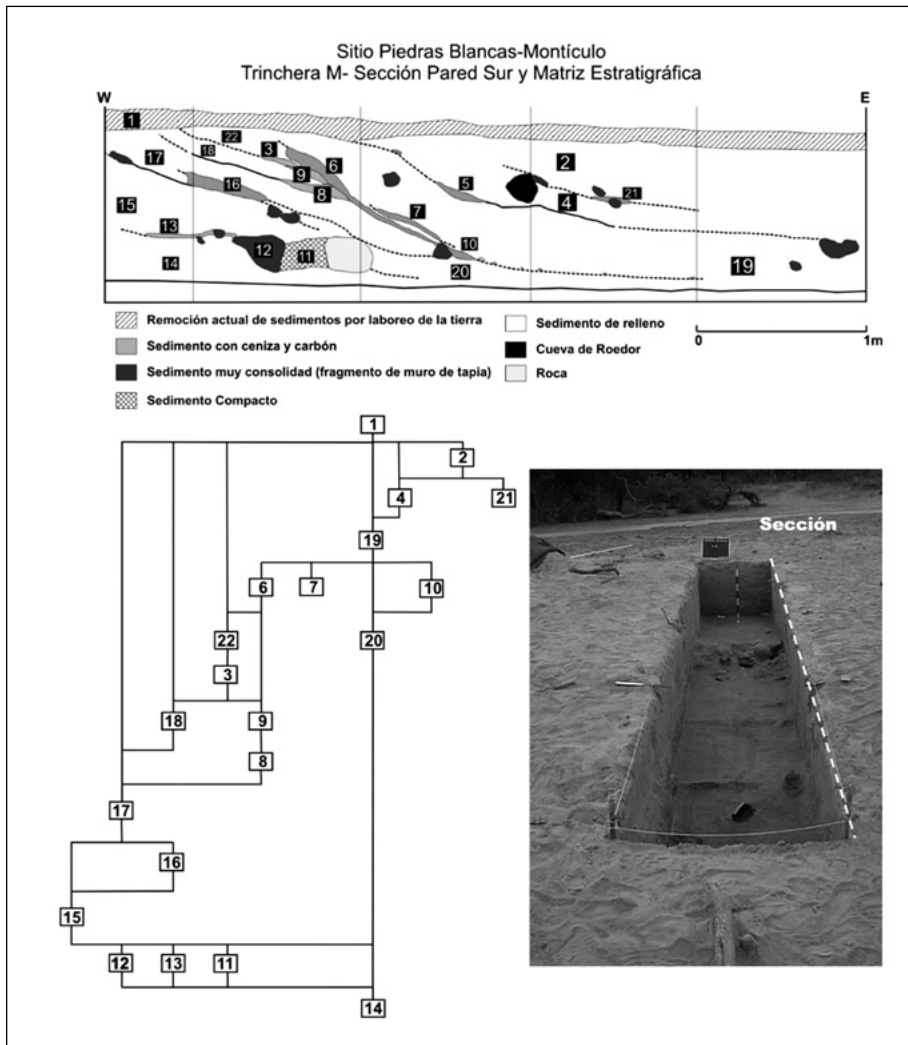 Sitio Piedras Blancas-Montículo
Trinchera M- Sección Pared Sur y Matriz Estratigráfica
W E
1
22
3
18
17
6
9
2
16
8
5
21
4
15
7
13
12
11
10
14
20
19
Remoción actual de sedimentos por laboreo de la tierra
Sedimento con ceniza y carbón
Sedimento muy consolidad (fragmento de muro de tapia)
Sedimento Compacto
Sedimento de relleno
Cueva de Roedor
Roca
0 1m
1
2
4 21
19
6 7 10
22 20
3
18 9
8
17
16
15
12 13 11
14
Sección